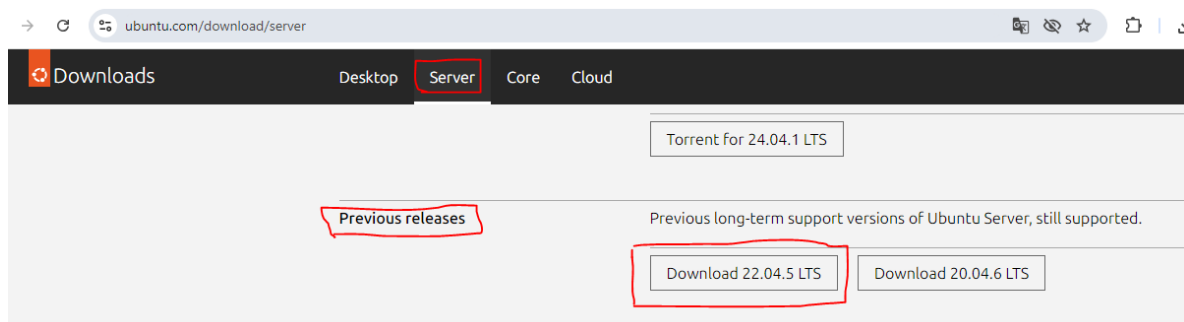 ubuntu.com/download/server
Downloads Desktop Server Core Cloud
Torrent for 24.04.1 LTS
Previous releases Previous long-term support versions of Ubuntu Server, still supported.
Download 22.04.5 LTS Download 20.04.6 LTS